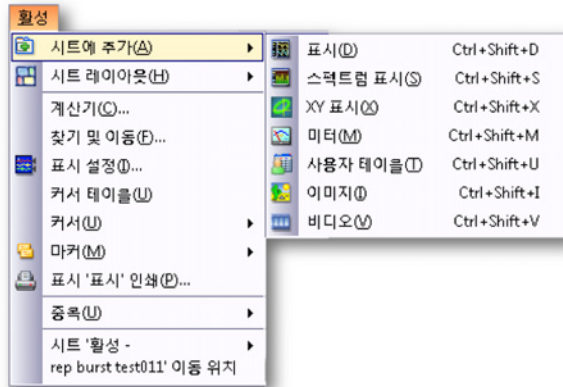 활성
시트에 추가(A)
시트 레이아웃(H)
계산기(C)...
찾기 및 이동(F)...
표시 설정(I)...
커서 테이블(U)
커서(U)
마커(M)
표시 '표시' 인쇄(P)...
중복(U)
시트 '활성 -
rep burst test011' 이동 위치
표시(D) Ctrl+Shift+D
스펙트럼 표시(S) Ctrl+Shift+S
XY 표시(X) Ctrl+Shift+X
미터(M) Ctrl+Shift+M
사용자 테이블(T) Ctrl+Shift+U
이미지(I) Ctrl+Shift+I
비디오(V) Ctrl+Shift+V